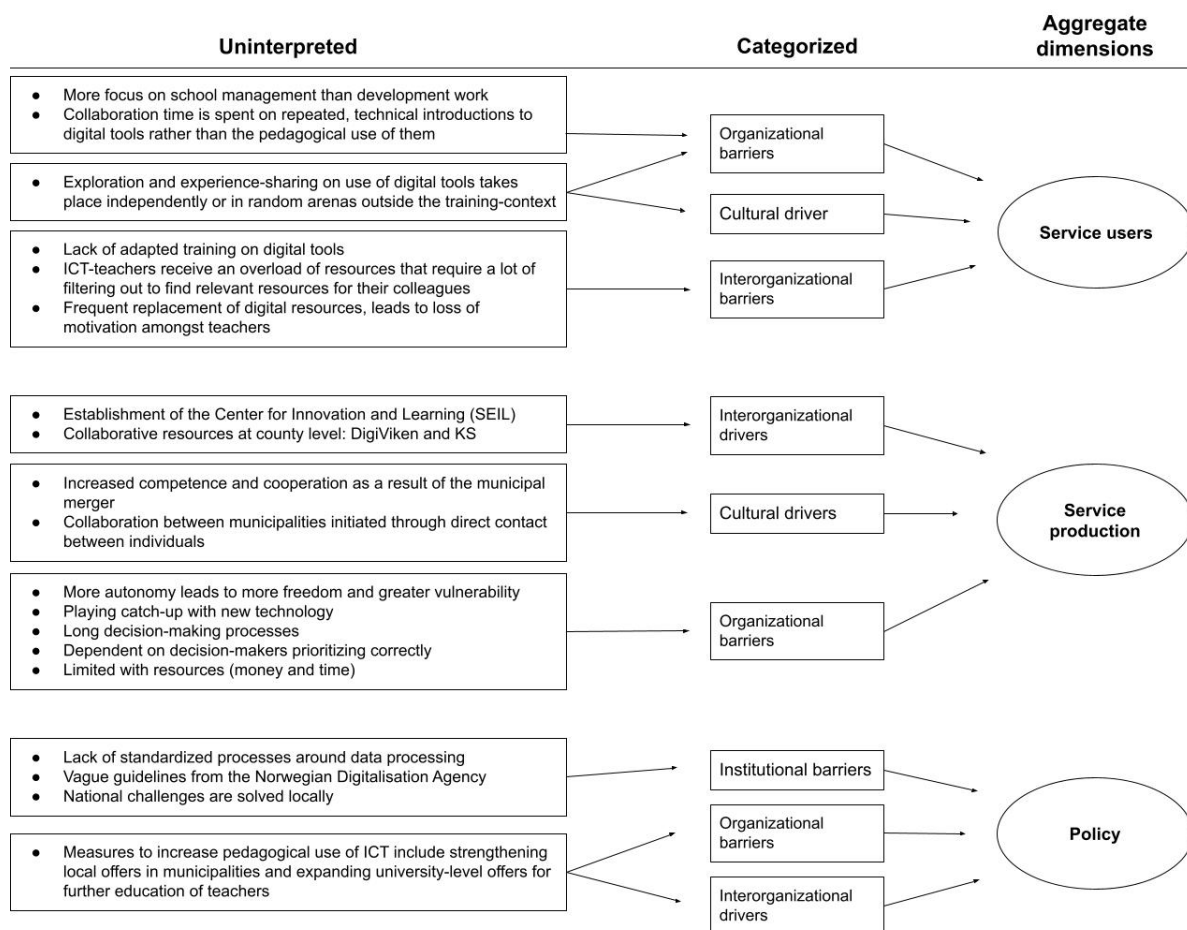 Uninterpreted
Categorized
Aggregate
dimensions
● More focus on school management than development work
● Collaboration time is spent on repeated, technical introductions to
digital tools rather than the pedagogical use of them
● Exploration and experience-sharing on use of digital tools takes
place independently or in random arenas outside the training-context
● Lack of adapted training on digital tools
● ICT-teachers receive an overload of resources that require a lot of
filtering out to find relevant resources for their colleagues
● Frequent replacement of digital resources, leads to loss of
motivation amongst teachers
Organizational
barriers
Cultural driver
Interorganizational
barriers
Service users
● Establishment of the Center for Innovation and Learning (SEIL)
● Collaborative resources at county level: DigiViken and KS
● Increased competence and cooperation as a result of the municipal
merger
● Collaboration between municipalities initiated through direct contact
between individuals
● More autonomy leads to more freedom and greater vulnerability
● Playing catch-up with new technology
● Long decision-making processes
● Dependent on decision-makers prioritizing correctly
● Limited with resources (money and time)
Interorganizational
drivers
Cultural drivers
Organizational
barriers
Service
production
● Lack of standardized processes around data processing
● Vague guidelines from the Norwegian Digitalisation Agency
● National challenges are solved locally
● Measures to increase pedagogical use of ICT include strengthening
local offers in municipalities and expanding university-level offers for
further education of teachers
Institutional barriers
Organizational
barriers
Interorganizational
drivers
Policy